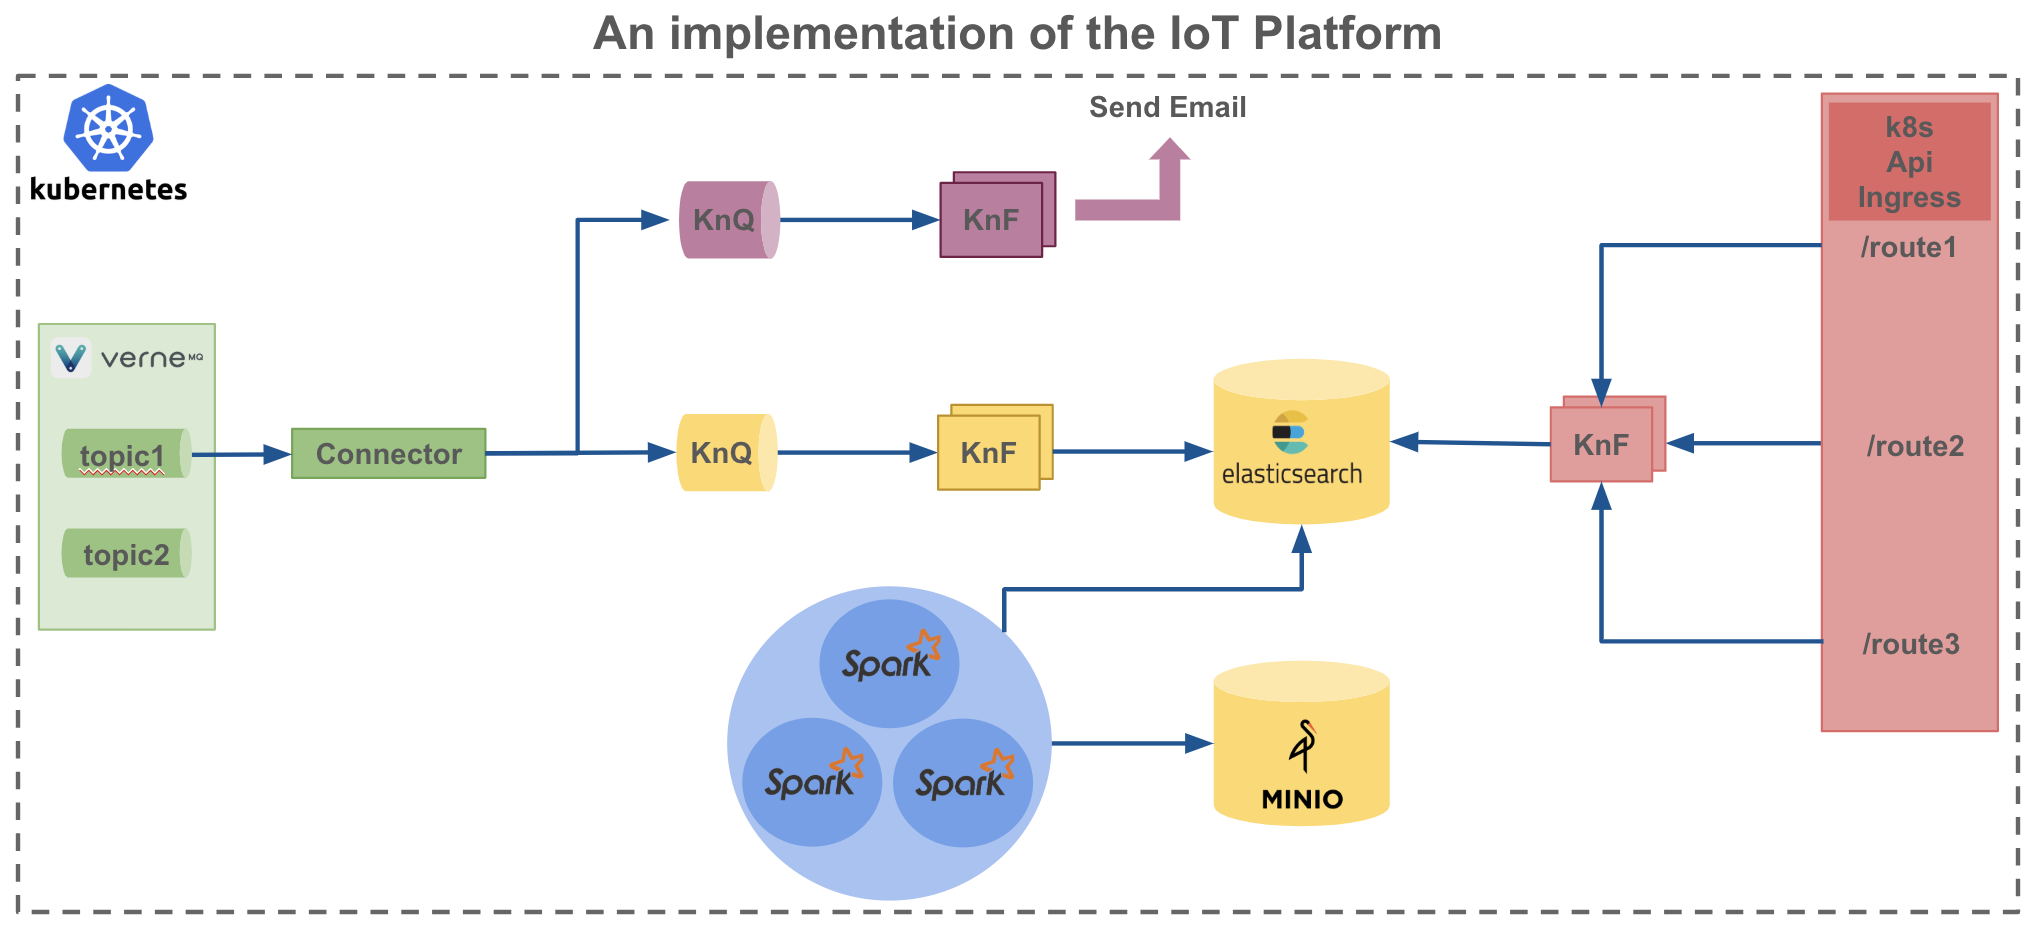 An implementation of the IoT Platform
kubernetes
Send Email
k8s
Api
Ingress
KnQ
KnF
/route1
verneMQ
topic1
Connector
KnQ
KnF
elasticsearch
KnF
/route2
topic2
Spark
Spark
Spark
MINIO
/route3